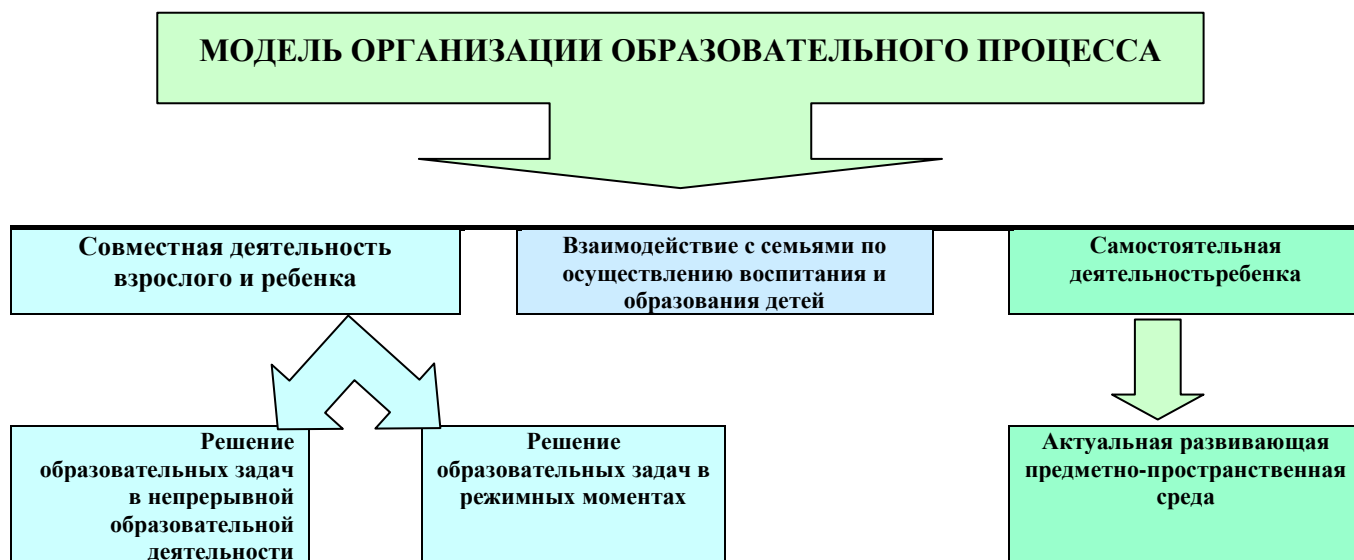 МОДЕЛЬ ОРГАНИЗАЦИИ ОБРАЗОВАТЕЛЬНОГО ПРОЦЕССА
Совместная деятельность
взрослого и ребенка
Взаимодействие с семьями по
осуществлению воспитания и
образования детей
Самостоятельная
деятельностьребенка
Решение
образовательных задач
в непрерывной
образовательной
деятельности
Решение
образовательных задач в
режимных моментах
Актуальная развивающая
предметно-пространственная
среда